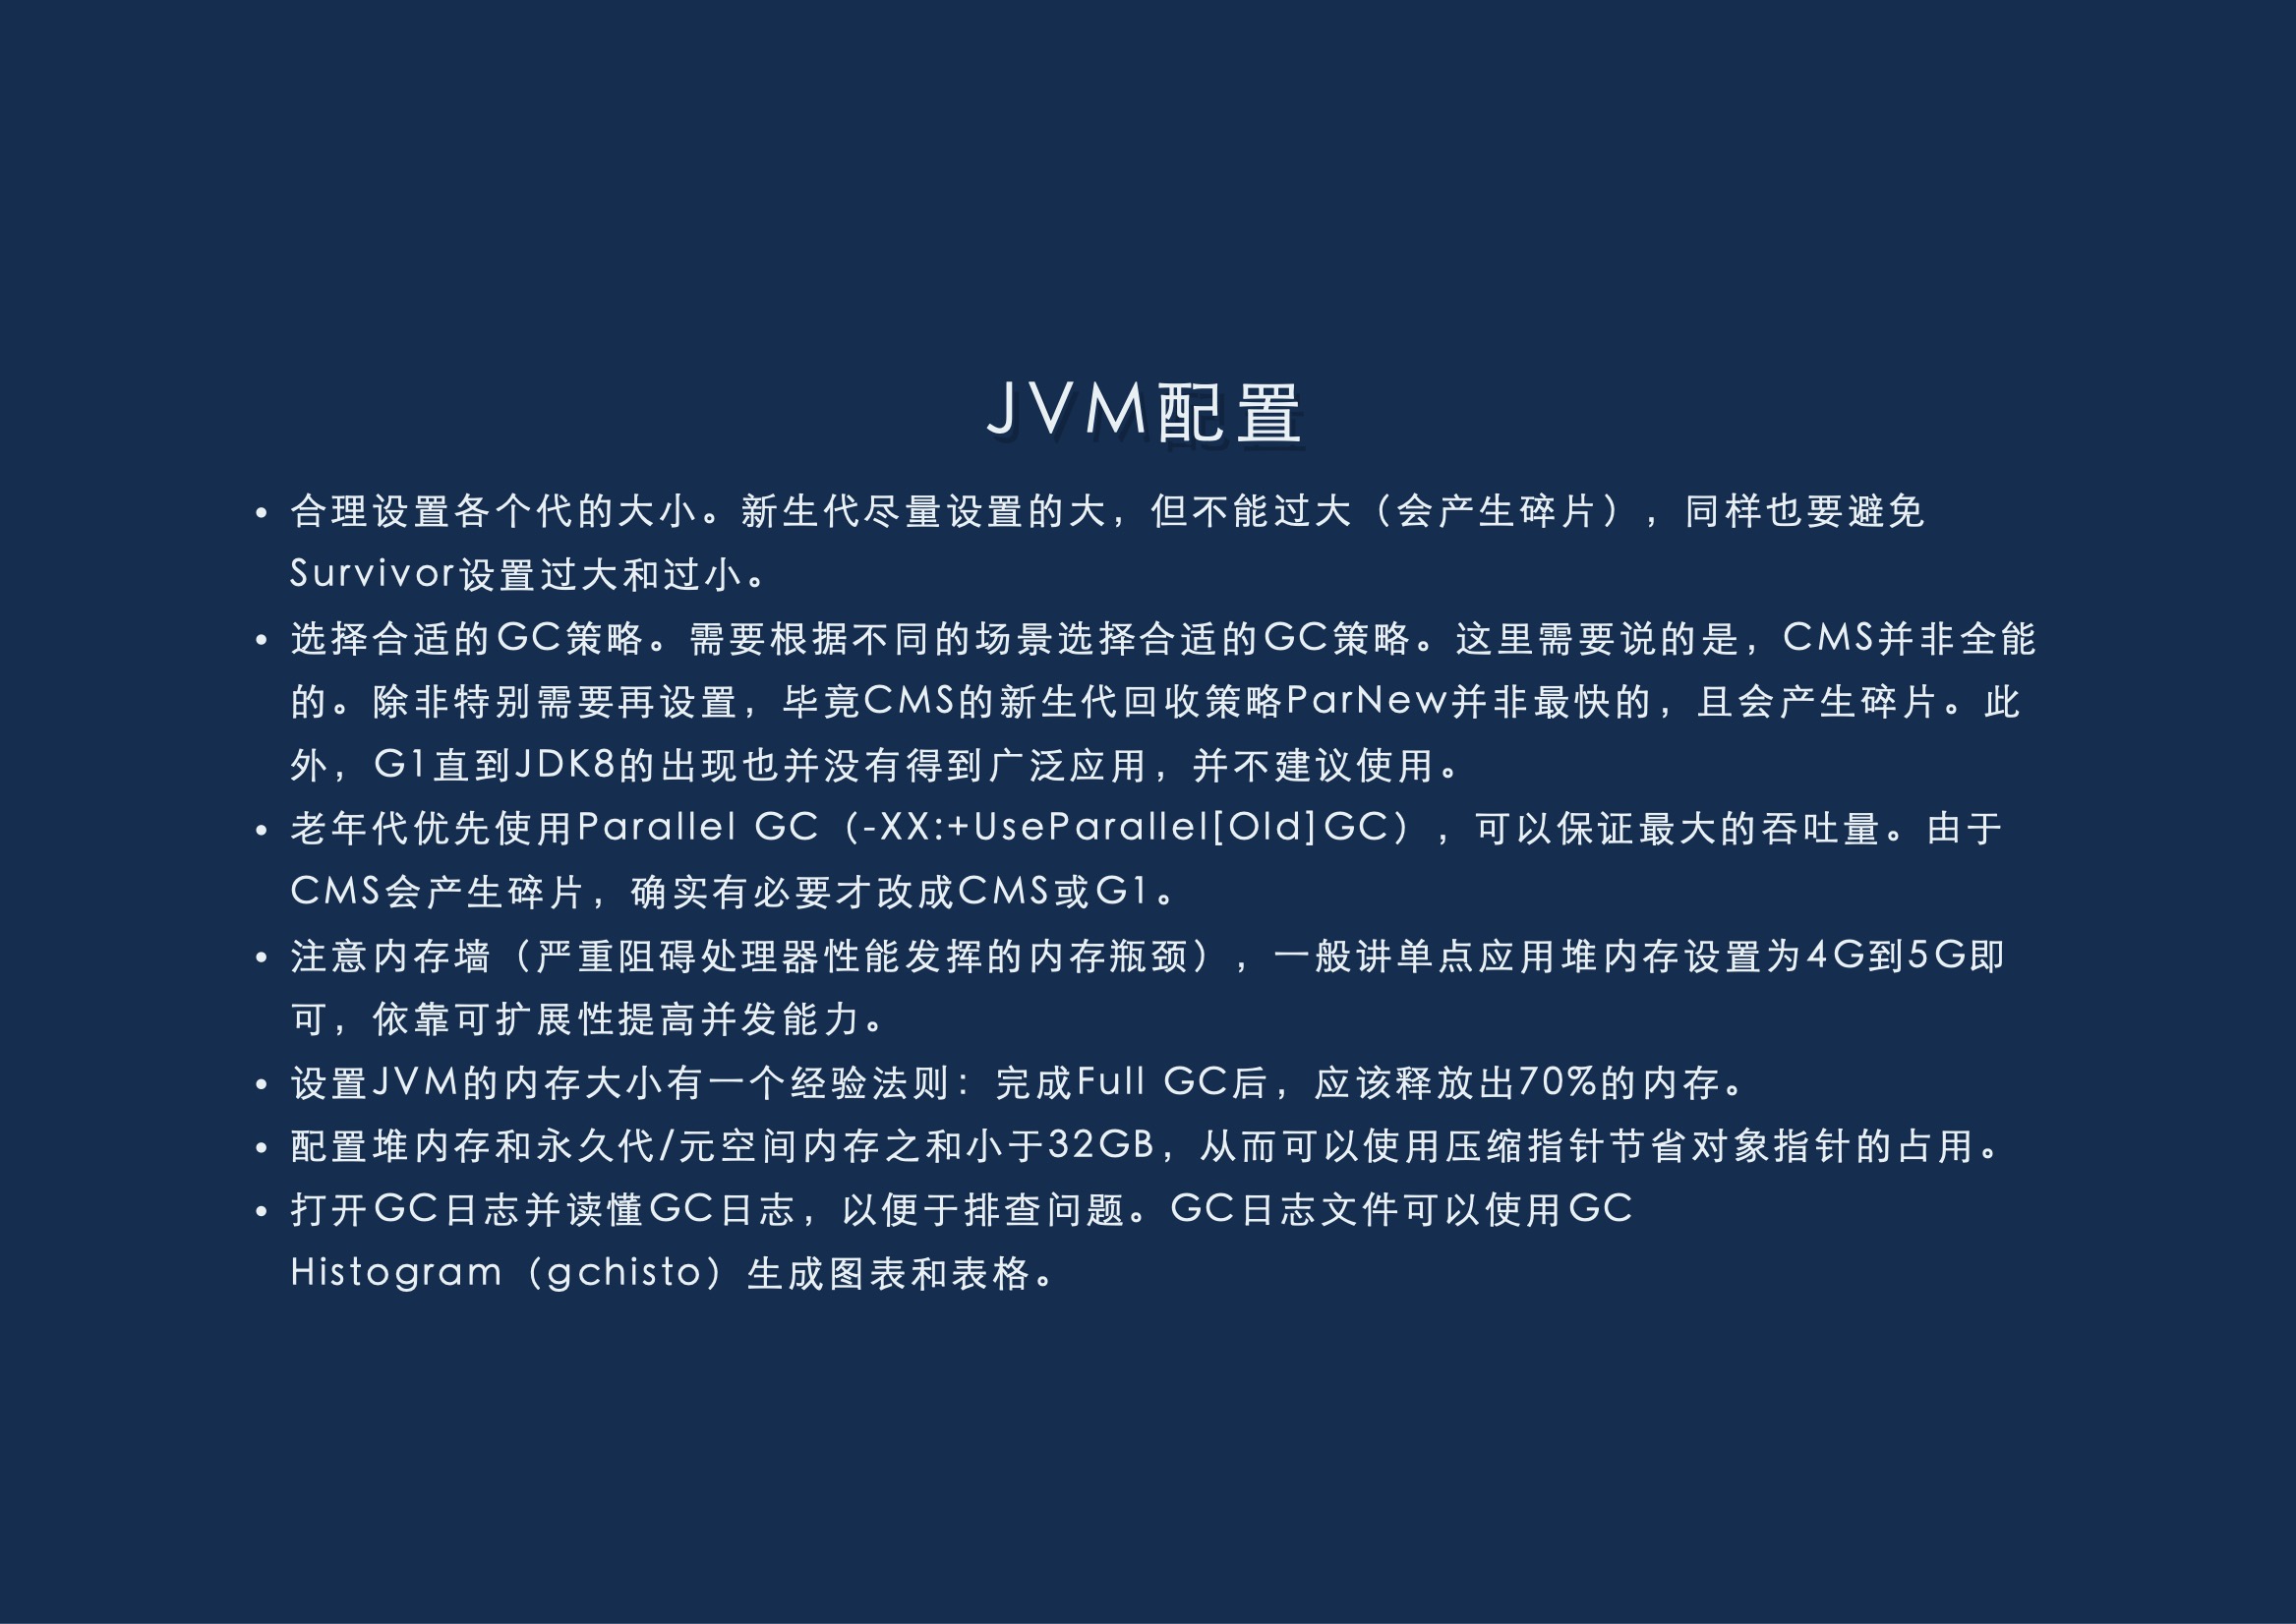 JVM配置
• 合理设置各个代的大小。新生代尽量设置的大，但不能过大（会产生碎片），同样也要避免
Survivor设置过大和过小。
• 选择合适的GC策略。需要根据不同的场景选择合适的GC策略。这里需要说的是，CMS并非全能
的。除非特别需要再设置，毕竟CMS的新生代回收策略ParNew并非最快的，且会产生碎片。此
外，G1直到JDK8的出现也并没有得到广泛应用，并不建议使用。
• 老年代优先使用Parallel GC（-XX:+UseParallel[Old]GC），可以保证最大的吞吐量。由于
CMS会产生碎片，确实有必要才改成CMS或G1。
• 注意内存墙（严重阻碍处理器性能发挥的内存瓶颈），一般讲单点应用堆内存设置为4G到5G即
可，依靠可扩展性提高并发能力。
• 设置JVM的内存大小有一个经验法则：完成Full GC后，应该释放出70%的内存。
• 配置堆内存和永久代/元空间内存之和小于32GB，从而可以使用压缩指针节省对象指针的占用。
• 打开GC日志并读懂GC日志，以便于排查问题。GC日志文件可以使用GC
Histogram（gchisto）生成图表和表格。